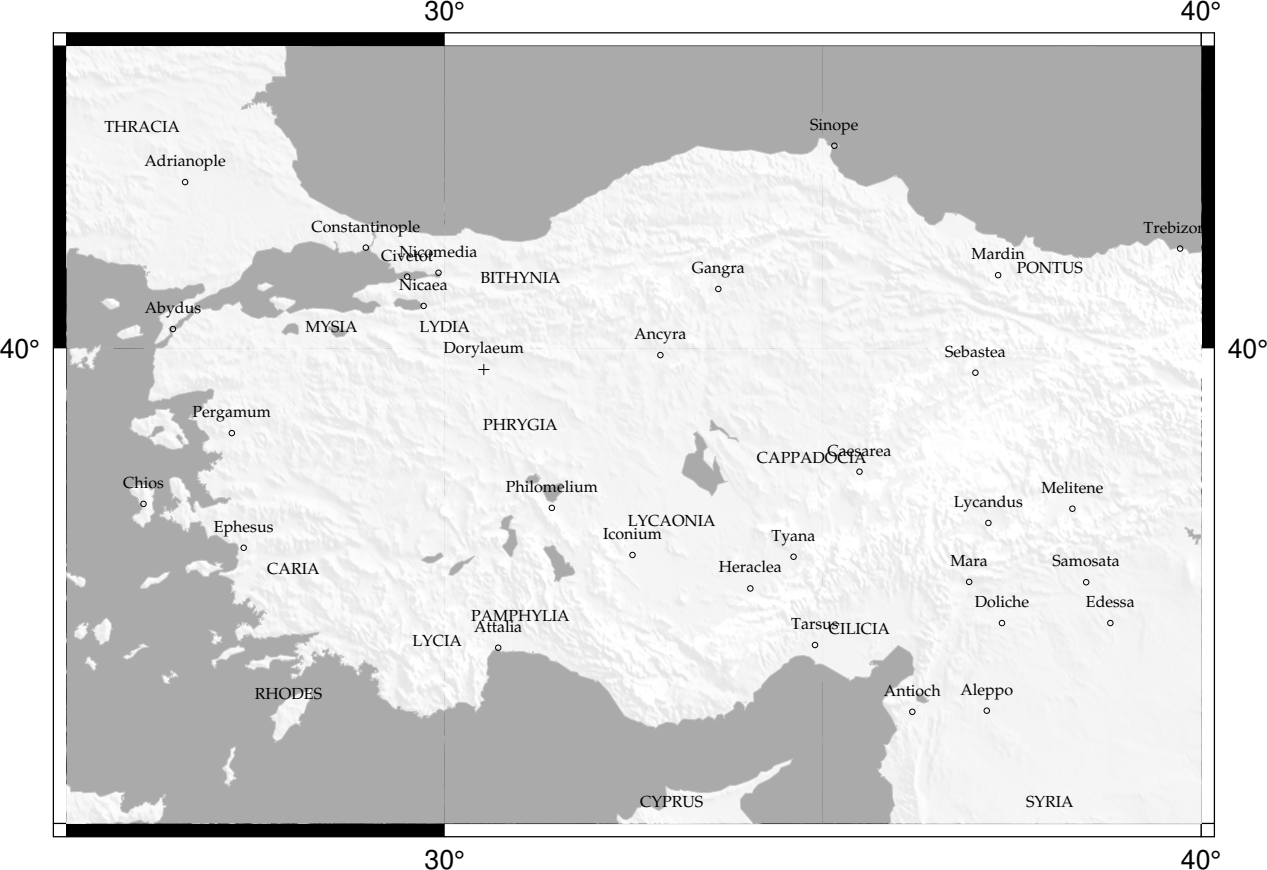 30°
40°
THRACIA
Sinope
Adrianople
Constantinople
Trebizon
Nicomedia
Civetot
Mardin
PONTUS
Gangra
BITHYNIA
Nicaea
Abydus
MYSIA
LYDIA
Ancyra
40°
Dorylaeum
40°
Sebastea
Pergamum
PHRYGIA
Caesarea
CAPPADOCIA
Chios
Philomelium
Melitene
Lycandus
LYCAONIA
Ephesus
Iconium
Tyana
CARIA
Heraclea
Mara
Samosata
Doliche
Edessa
PAMPHYLIA
Attalia
Tarsus
CILICIA
LYCIA
RHODES
Antioch
Aleppo
CYPRUS
SYRIA
30°
40°